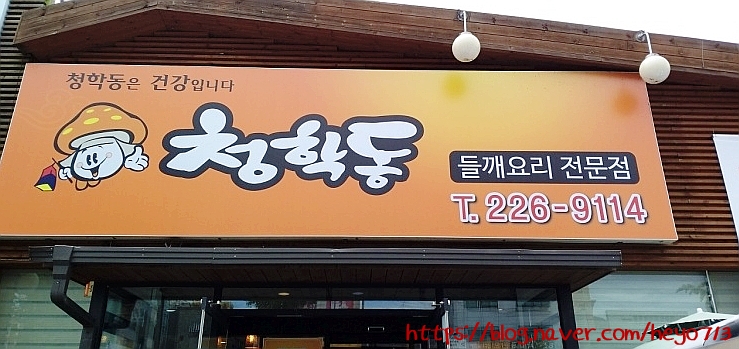 청학동은 건강입니다
청학동
들깨요리 전문점
T. 226-9114
https://blog.naver.com/heyo713